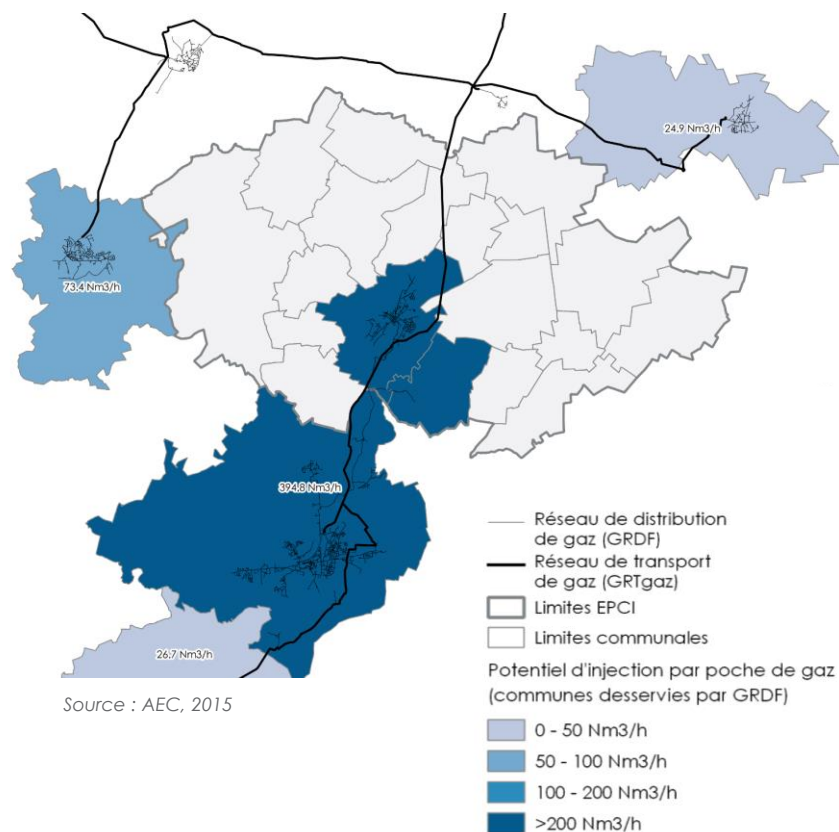 24,9 Nm3/h
73,4 Nm3/h
394,8 Nm3/h
26,7 Nm3/h
Source : AEC, 2015
Réseau de distribution
de gaz (GRDF)
Réseau de transport
de gaz (GRTgaz)
Limites EPCI
Limites communales
Potentiel d'injection par poche de gaz
(communes desservies par GRDF)
0 - 50 Nm3/h
50 - 100 Nm3/h
100 - 200 Nm3/h
>200 Nm3/h